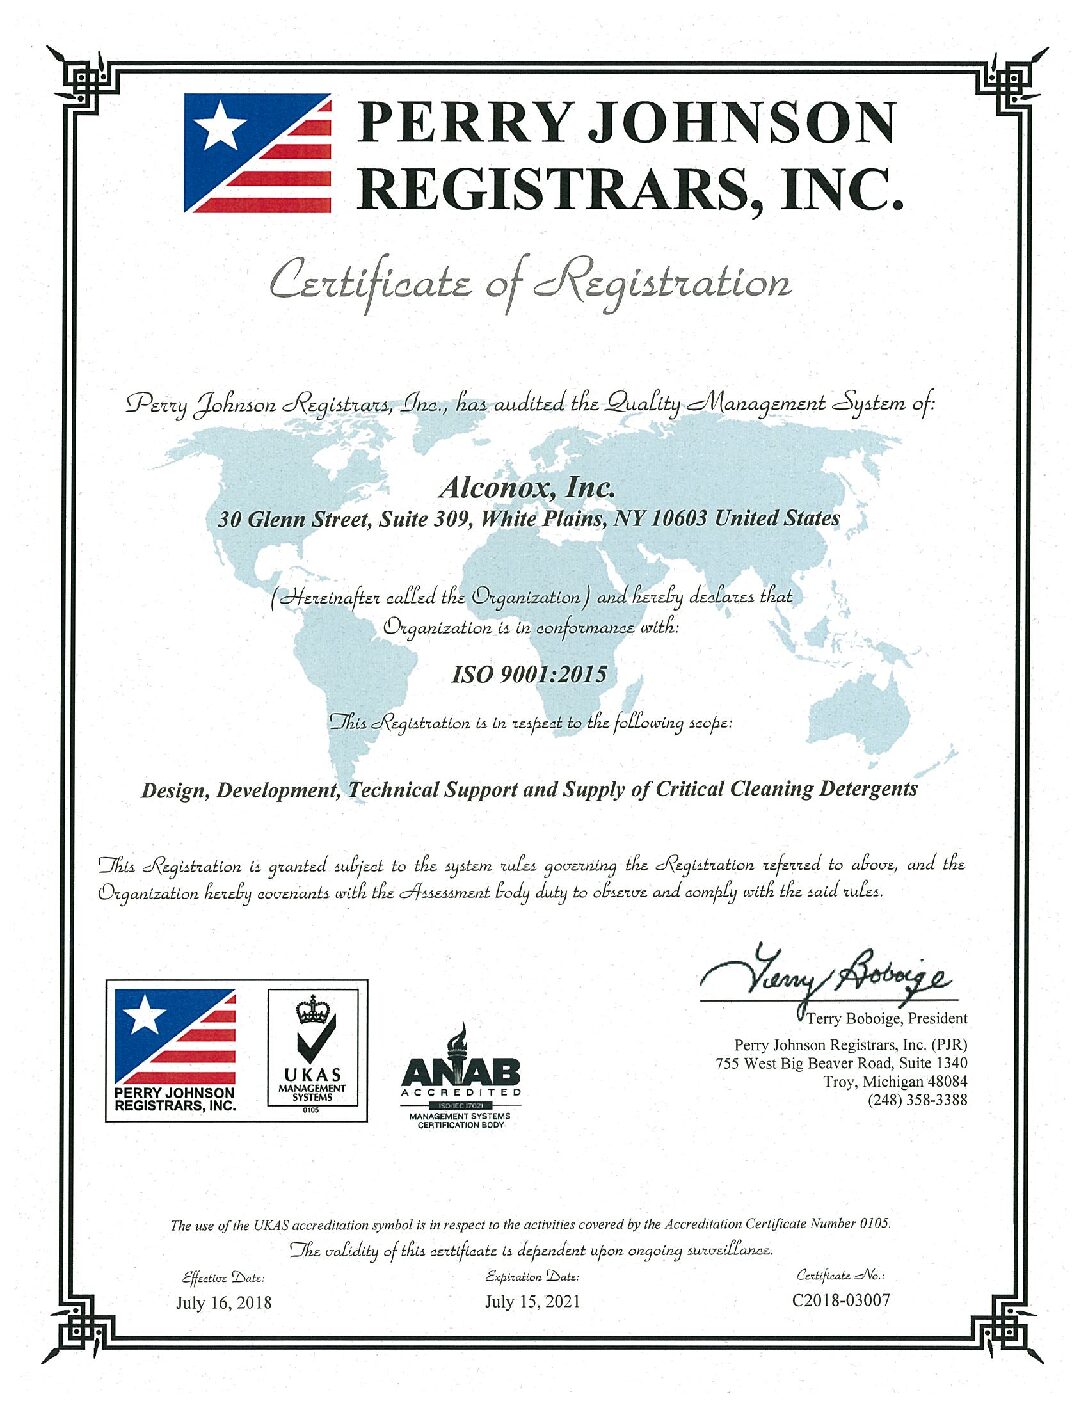 PERRY JOHNSON
REGISTRARS, INC.
Certificate of Registration
Perry Johnson Registrars, Inc., has audited the Quality Management System of:
Alconox, Inc.
30 Glenn Street, Suite 309, White Plains, NY 10603 United States
(Hereinafter called the Organization) and hereby declares that
Organization is in conformance with:
ISO 9001:2015
This Registration is in respect to the following scope:
Design, Development, Technical Support and Supply of Critical Cleaning Detergents
This Registration is granted subject to the system rules governing the Registration referred to above, and the
Organization hereby covenants with the Assessment body duty to observe and comply with the said rules.
Terry Boboige
Terry Boboige, President
Perry Johnson Registrars, Inc. (PJR)
755 West Big Beaver Road, Suite 1340
Troy, Michigan 48084
(248) 358-3388
PERRY JOHNSON
REGISTRARS, INC.
UKAS
MANAGEMENT
SYSTEMS
0105
ANAB
ACCREDITED
ISO/IEC 17021
MANAGEMENT SYSTEMS
CERTIFICATION BODY
The use of the UKAS accreditation symbol is in respect to the activities covered by the Accreditation Certificate Number 0105.
The validity of this certificate is dependent upon ongoing surveillance.
Effective Date:
July 16, 2018
Expiration Date:
July 15, 2021
Certificate No.:
C2018-03007